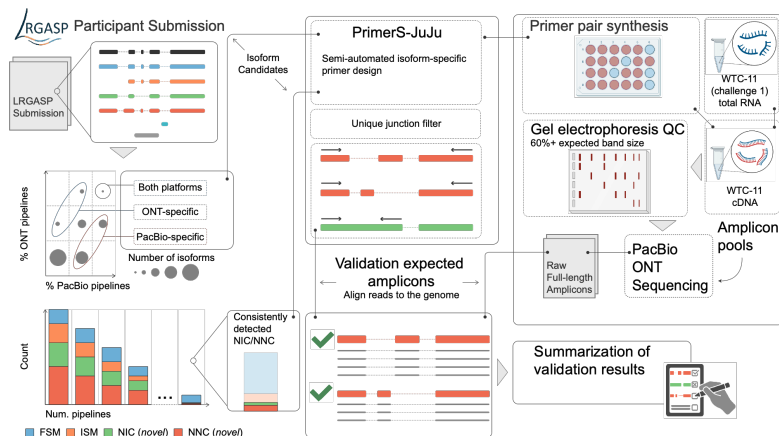 LRGASP
Participant Submission
LRGASP
Submission
Isoform
Candidates
Both platforms
ONT-specific
PacBio-specific
% ONT pipelines
Number of isoforms
% PacBio pipelines
Count
Num. pipelines
...
Consistently
detected
NIC/NNC
FSM
ISM
NIC (novel)
NNC (novel)
PrimerS-JuJu
Semi-automated isoform-specific
primer design
Unique junction filter
Validation expected
amplicons
Align reads to the genome
Primer pair synthesis
WTC-11
(challenge 1)
total RNA
Gel electrophoresis QC
60%+ expected band size
WTC-11
cDNA
Raw
Full-length
Amplicons
PacBio
ONT
Sequencing
Amplicon
pools
Summarization of
validation results